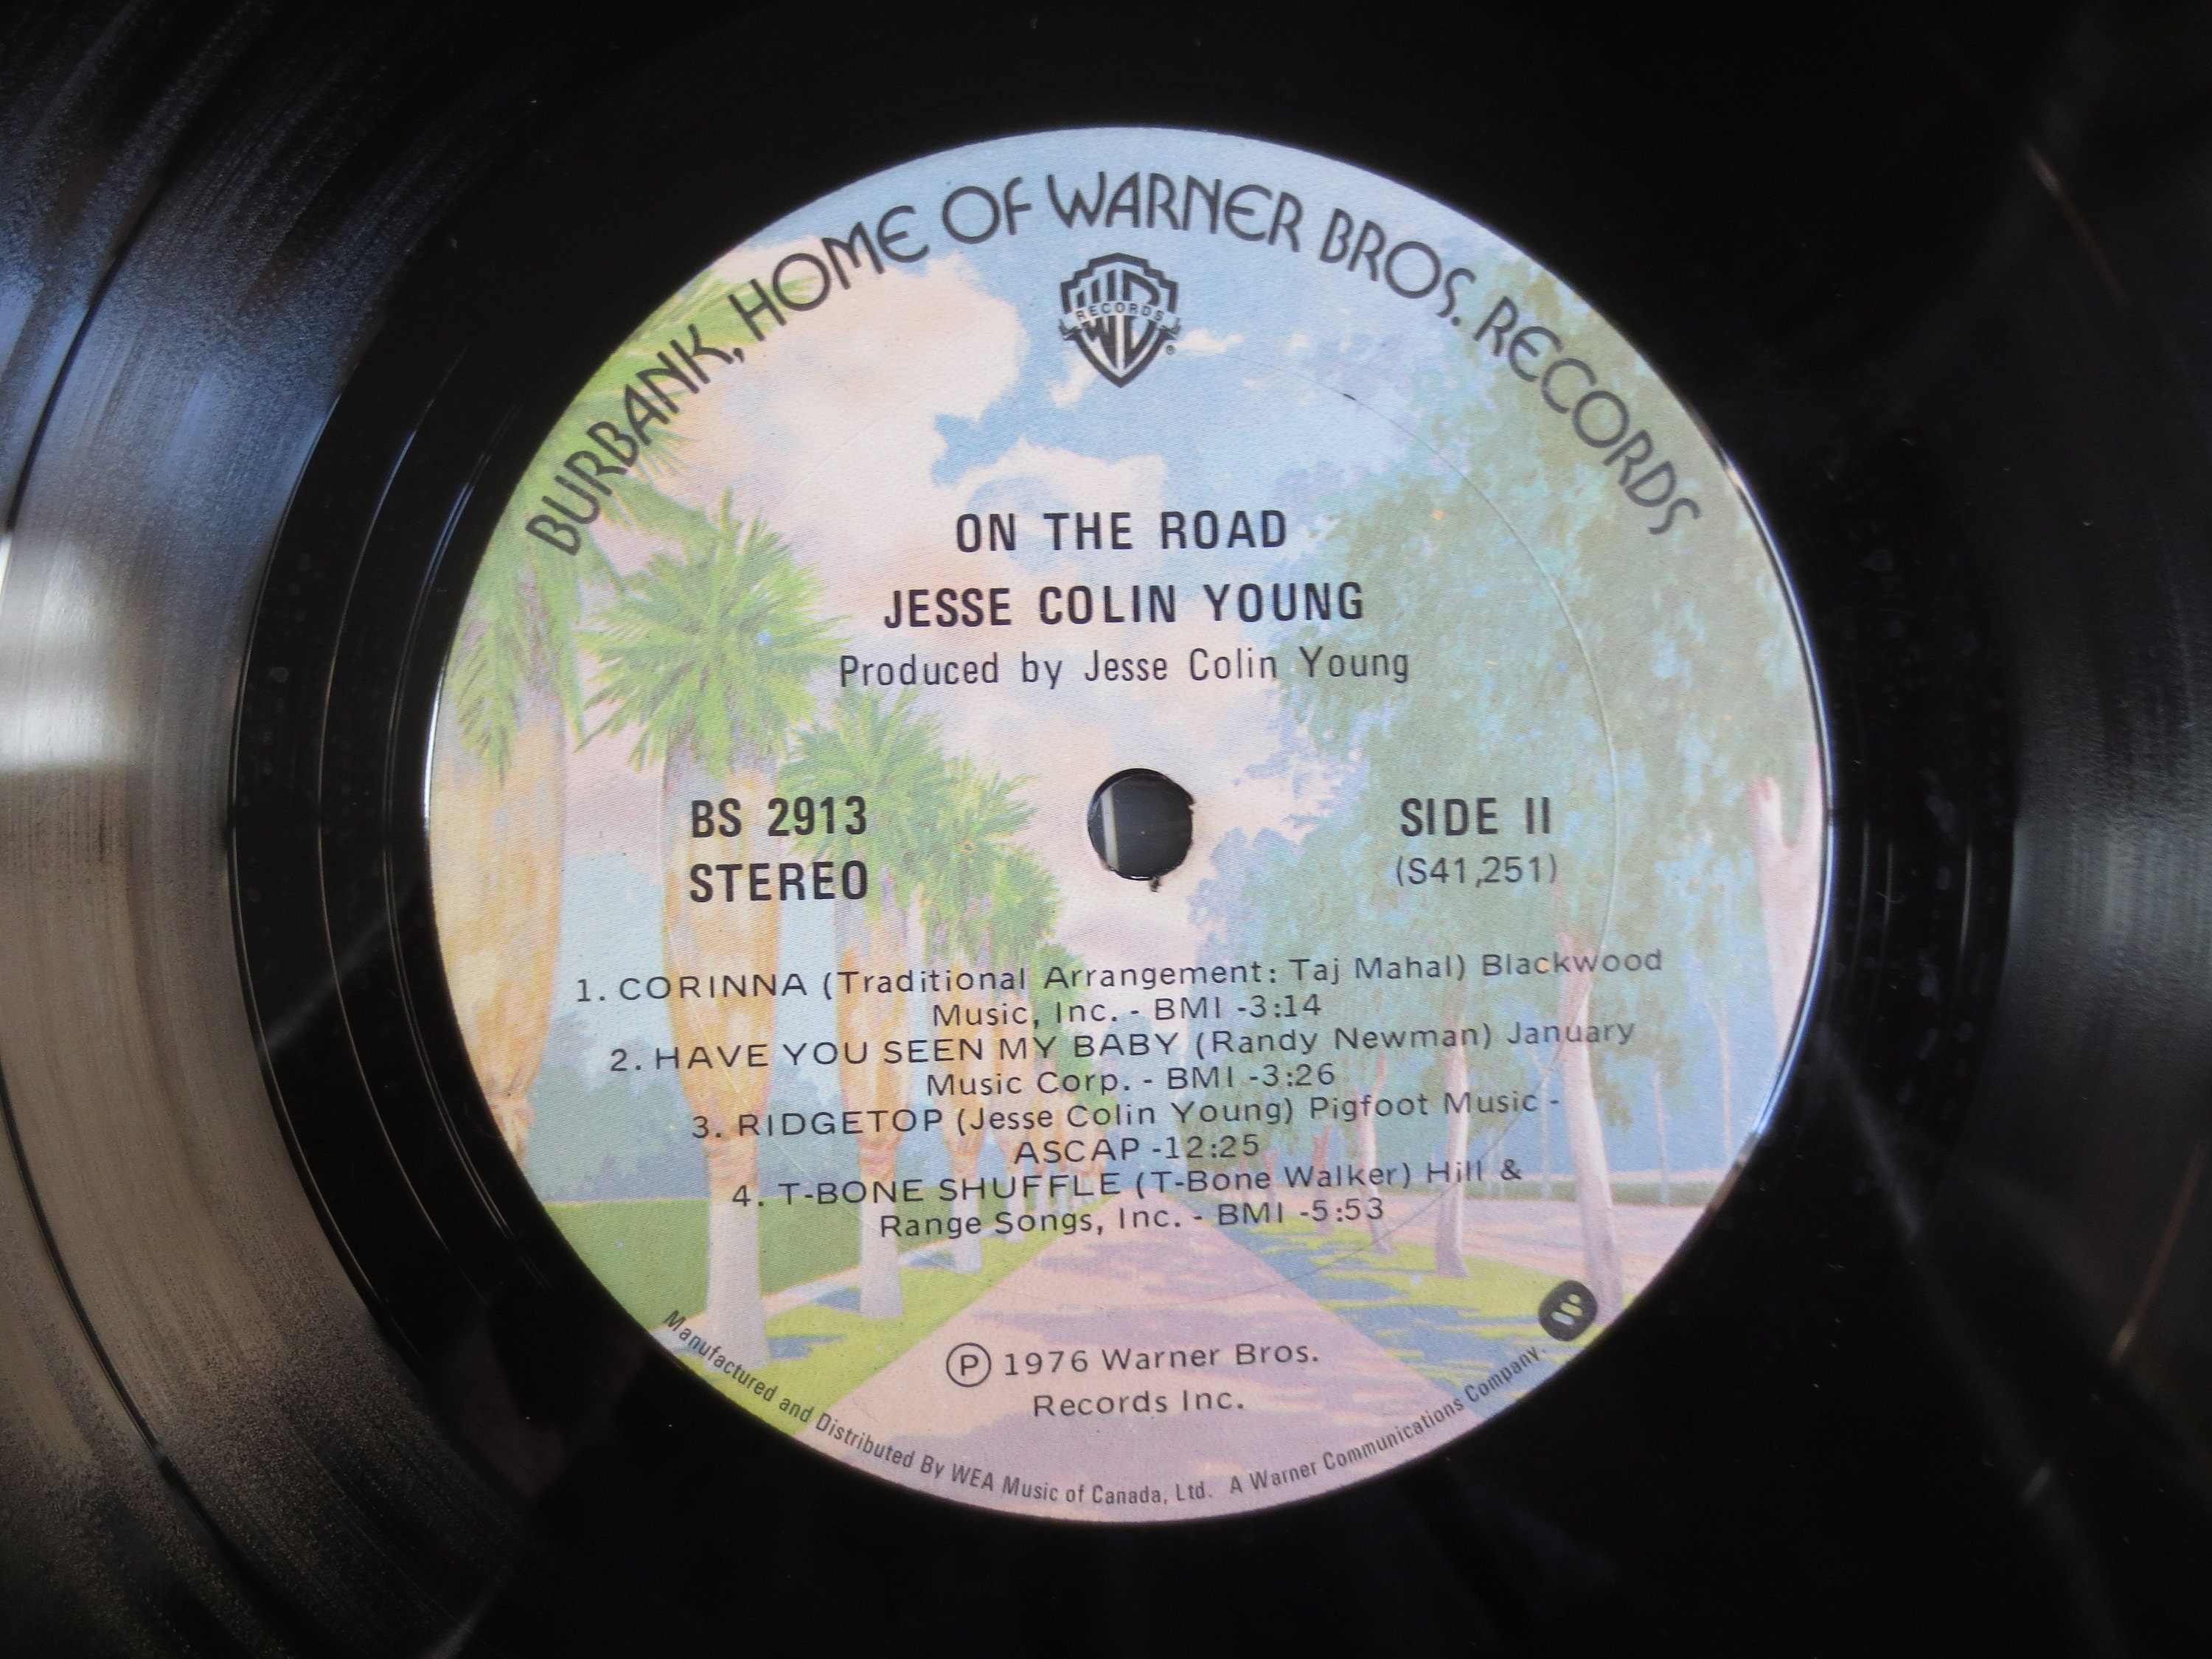 BURBANK, HOME OF WARNER BROS. RECORDS
RECORDS
ON THE ROAD
JESSE COLIN YOUNG
Produced by Jesse Colin Young
BS 2913
STEREO
SIDE II
(S41,251)
1. CORINNA (Traditional Arrangement: Taj Mahal) Blackwood
Music, Inc. - BMI -3:14
2. HAVE YOU SEEN MY BABY (Randy Newman) January
Music Corp. - BMI -3:26
3. RIDGETOP (Jesse Colin Young) Pigfoot Music -
ASCAP -12:25
4. T-BONE SHUFFLE (T-Bone Walker) Hill &
Range Songs, Inc. - BMI -5:53
Ⓟ 1976 Warner Bros.
Records Inc.
Manufactured and Distributed By WEA Music of Canada, Ltd. A Warner Communications Company.